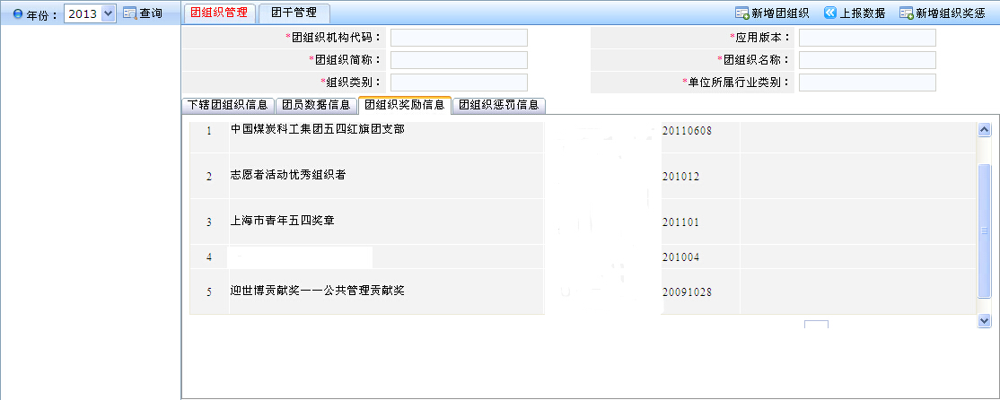 年份： 2013 查询 团组织管理 团干管理 新增团组织 上报数据 新增组织奖惩
*团组织机构代码： *应用版本：
*团组织简称： *团组织名称：
*组织类别： *单位所属行业类别：
下辖团组织信息 团员数据信息 团组织奖励信息 团组织惩罚信息
1 中国煤炭科工集团五四红旗团支部 20110608
2 志愿者活动优秀组织者 201012
3 上海市青年五四奖章 201101
4 201004
5 迎世博贡献奖一一公共管理贡献奖 20091028